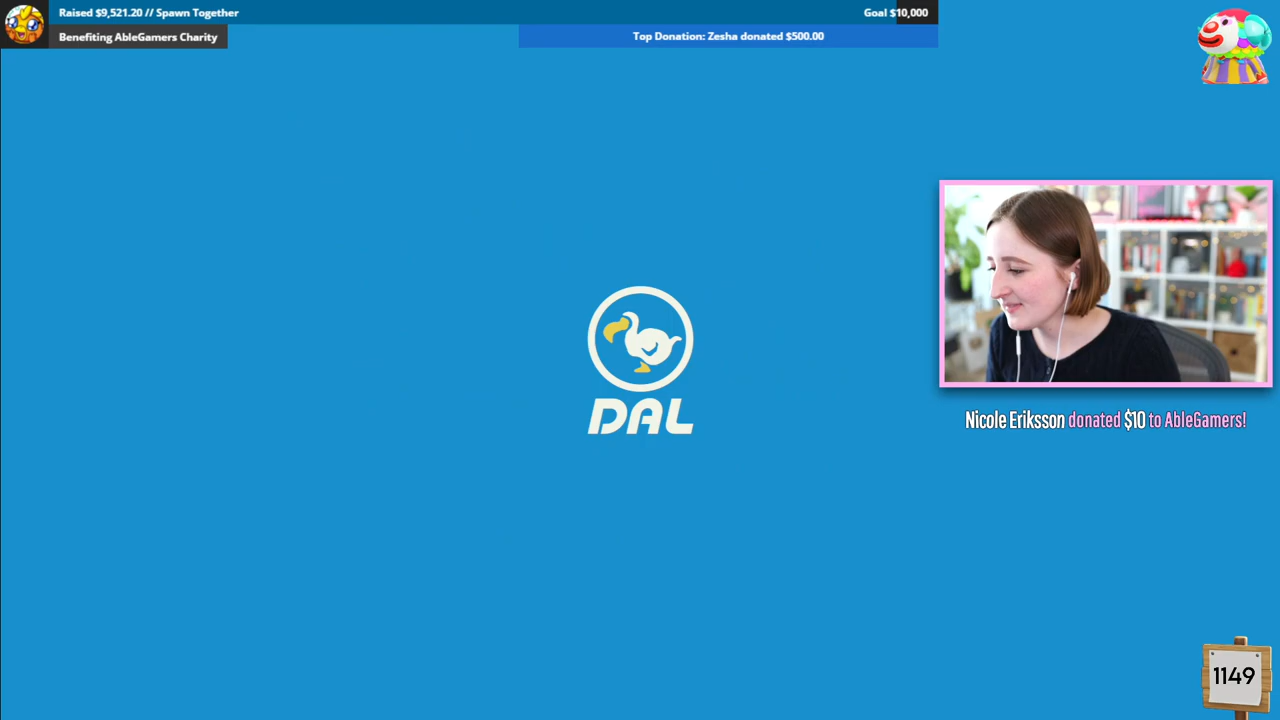 Raised $9,521.20 // Spawn Together
Goal $10,000
Benefiting AbleGamers Charity
Top Donation: Zesha donated $500.00
DAL
Nicole Eriksson donated $10 to AbleGamers!
1149